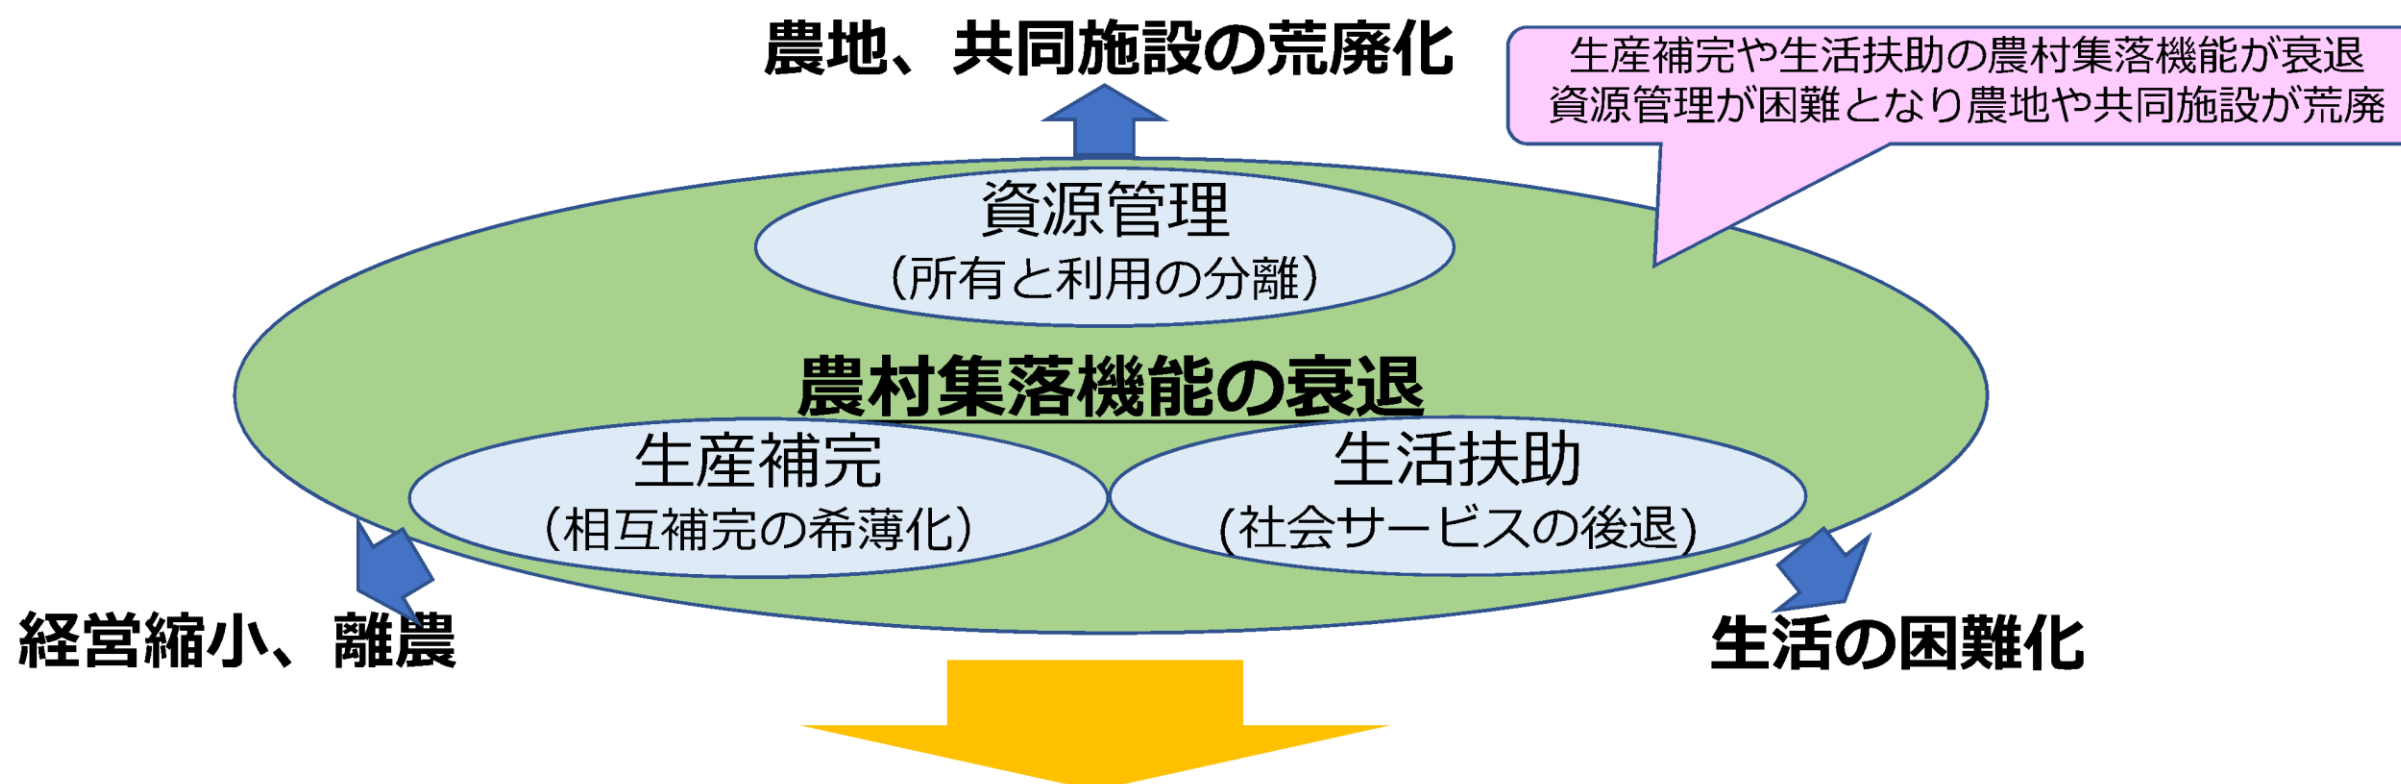 農地、共同施設の荒廃化
生産補完や生活扶助の農村集落機能が衰退
資源管理が困難となり農地や共同施設が荒廃
資源管理
（所有と利用の分離）
農村集落機能の衰退
生産補完
（相互補完の希薄化）
生活扶助
(社会サービスの後退)
経営縮小、離農
生活の困難化